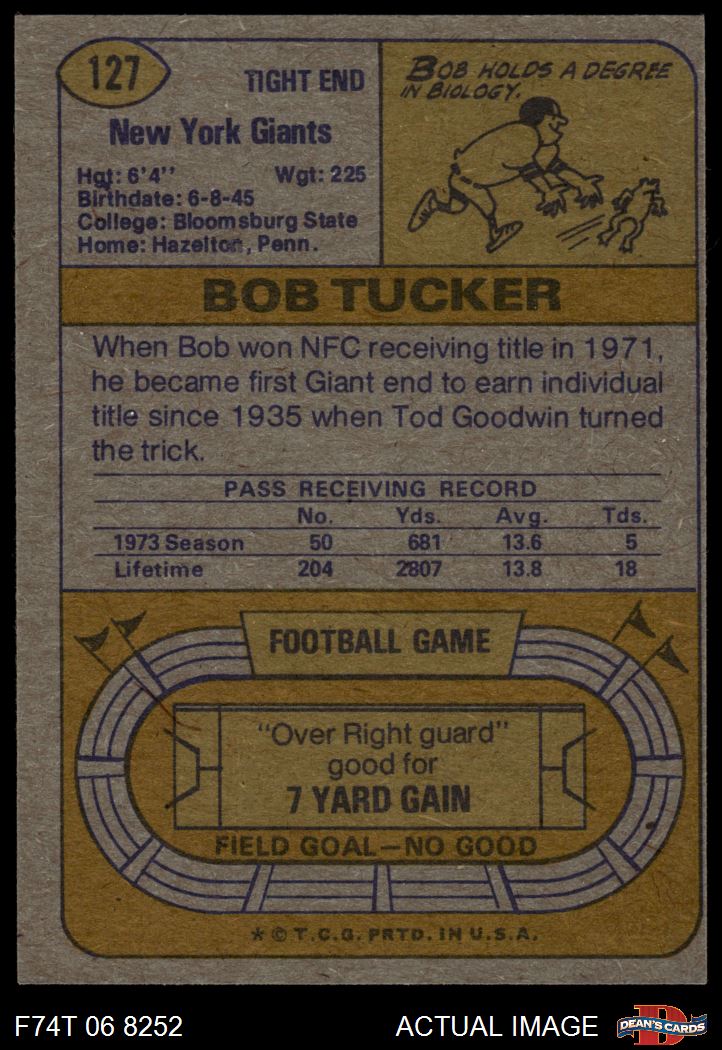 127
TIGHT END
New York Giants
Hgt: 6'4'' Wgt: 225
Birthdate: 6-8-45
College: Bloomsburg State
Home: Hazelton, Penn.
BOB HOLDS A DEGREE
IN BIOLOGY.
BOB TUCKER
When Bob won NFC receiving title in 1971,
he became first Giant end to earn individual
title since 1935 when Tod Goodwin turned
the trick.
PASS RECEIVING RECORD
No. Yds. Avg. Tds.
1973 Season 50 681 13.6 5
Lifetime 204 2807 13.8 18
FOOTBALL GAME
"Over Right guard"
good for
7 YARD GAIN
FIELD GOAL—NO GOOD
* © T.C.G. PRTD. IN U.S.A.
F74T 06 8252
ACTUAL IMAGE
D
DEAN'S CARDS